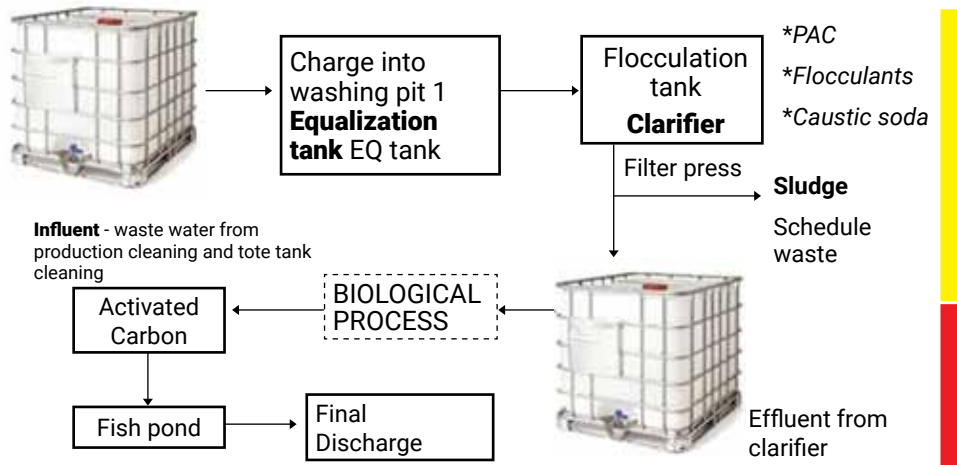 Charge into
washing pit 1
Equalization
tank EQ tank
Flocculation
tank
Clarifier
*PAC
*Flocculants
*Caustic soda
Filter press
Sludge
Schedule
waste
Influent - waste water from
production cleaning and tote tank
cleaning
Activated
Carbon
BIOLOGICAL
PROCESS
Fish pond
Final
Discharge
Effluent from
clarifier